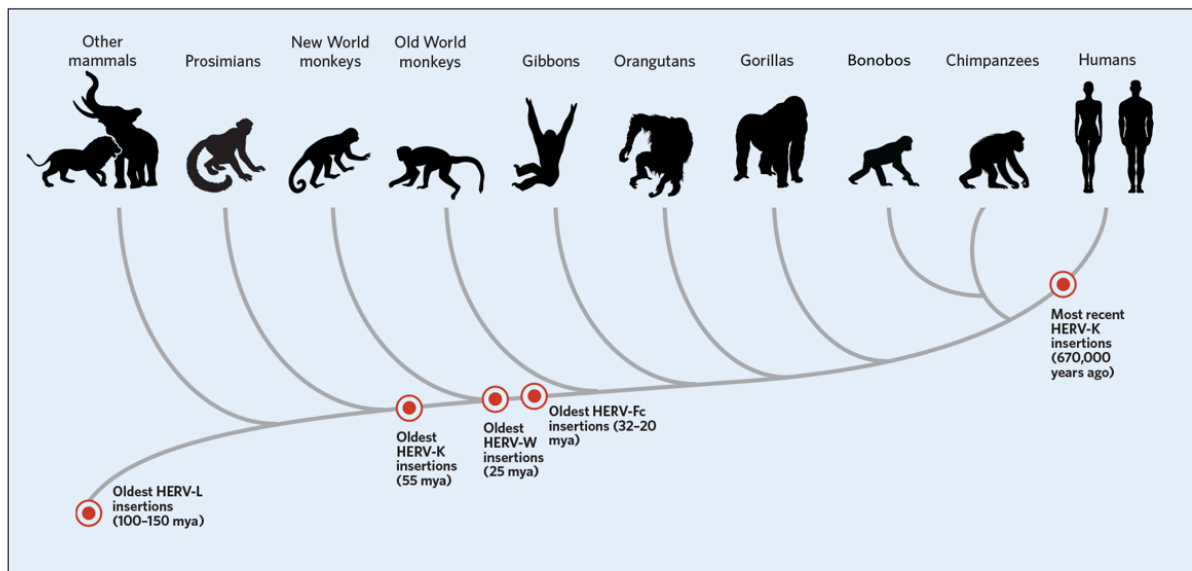 Other
mammals
Prosimians
New World
monkeys
Old World
monkeys
Gibbons
Orangutans
Gorillas
Bonobos
Chimpanzees
Humans
Most recent
HERV-K
insertions
(670,000
years ago)
Oldest HERV-Fc
insertions (32–20
mya)
Oldest
HERV-W
insertions
(25 mya)
Oldest
HERV-K
insertions
(55 mya)
Oldest HERV-L
insertions
(100–150 mya)